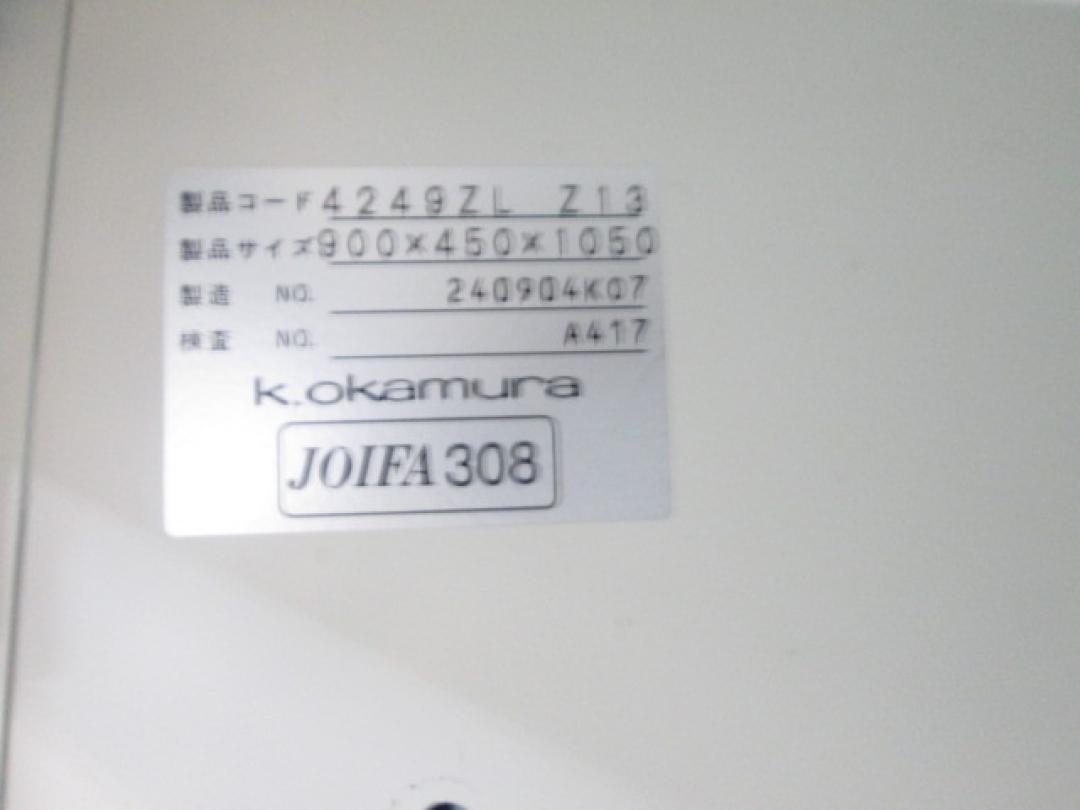 製品コード 4249ZL Z13
製品サイズ 900×450×1050
製造 NO. 240904K07
検査 NO. A417
k.okamura
JOIFA 308